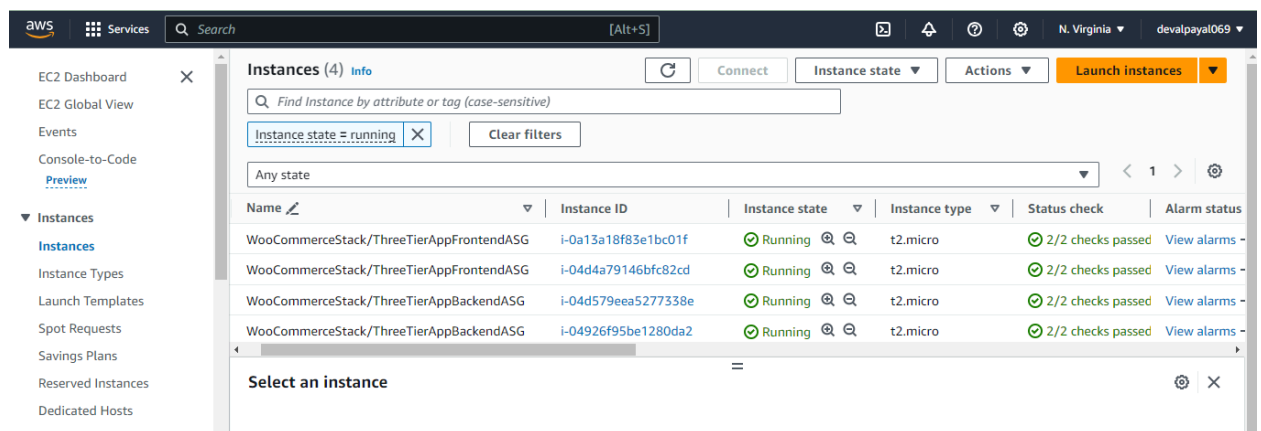 aws Services Search [Alt+S] N. Virginia devalpayal069
EC2 Dashboard
EC2 Global View
Events
Console-to-Code
Preview
Instances
Instances
Instance Types
Launch Templates
Spot Requests
Savings Plans
Reserved Instances
Dedicated Hosts
Instances (4) Info Connect Instance state Actions Launch instances
Find Instance by attribute or tag (case-sensitive)
Instance state = running Clear filters
Any state 1
Name Instance ID Instance state Instance type Status check Alarm status
WooCommerceStack/ThreeTierAppFrontendASG i-0a13a18f83e1bc01f Running t2.micro 2/2 checks passed View alarms
WooCommerceStack/ThreeTierAppFrontendASG i-04d4a79146bfc82cd Running t2.micro 2/2 checks passed View alarms
WooCommerceStack/ThreeTierAppBackendASG i-04d579eea5277338e Running t2.micro 2/2 checks passed View alarms
WooCommerceStack/ThreeTierAppBackendASG i-04926f95be1280da2 Running t2.micro 2/2 checks passed View alarms
Select an instance